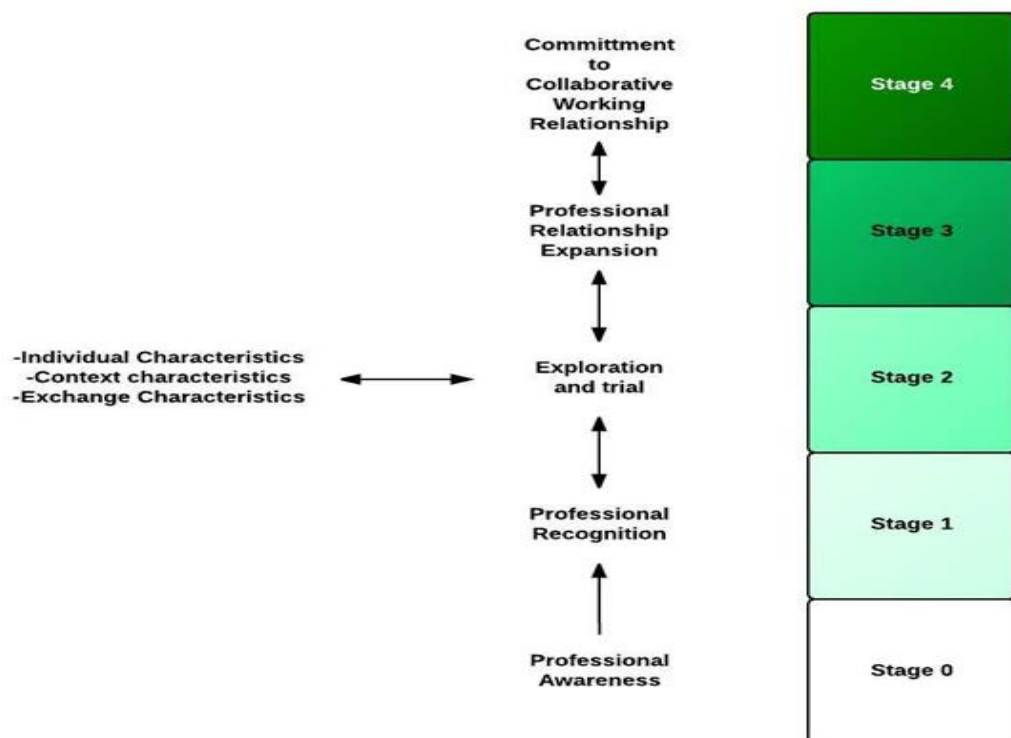 Committment
to
Collaborative
Working
Relationship
Stage 4
Professional
Relationship
Expansion
Stage 3
-Individual Characteristics
-Context characteristics
-Exchange Characteristics
Exploration
and trial
Stage 2
Professional
Recognition
Stage 1
Professional
Awareness
Stage 0